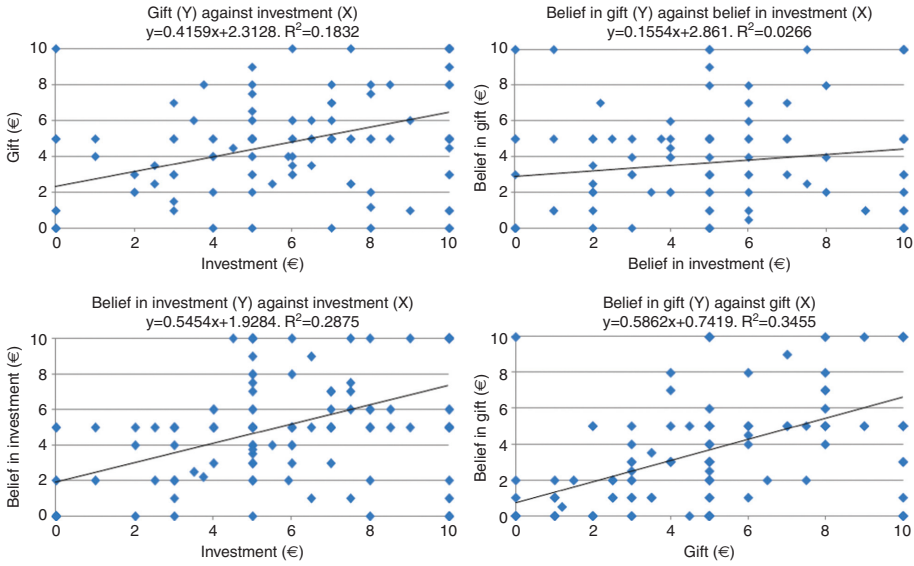 Gift (Y) against investment (X)
y=0.4159x+2.3128. R²=0.1832
10
8
6
4
2
0
Gift (€)
0 2 4 6 8 10
Investment (€)
Belief in gift (Y) against belief in investment (X)
y=0.1554x+2.861. R²=0.0266
10
8
6
4
2
0
Belief in gift (€)
0 2 4 6 8 10
Belief in investment (€)
Belief in investment (Y) against investment (X)
y=0.5454x+1.9284. R²=0.2875
10
8
6
4
2
0
Belief in investment (€)
0 2 4 6 8 10
Investment (€)
Belief in gift (Y) against gift (X)
y=0.5862x+0.7419. R²=0.3455
10
8
6
4
2
0
Belief in gift (€)
0 2 4 6 8 10
Gift (€)